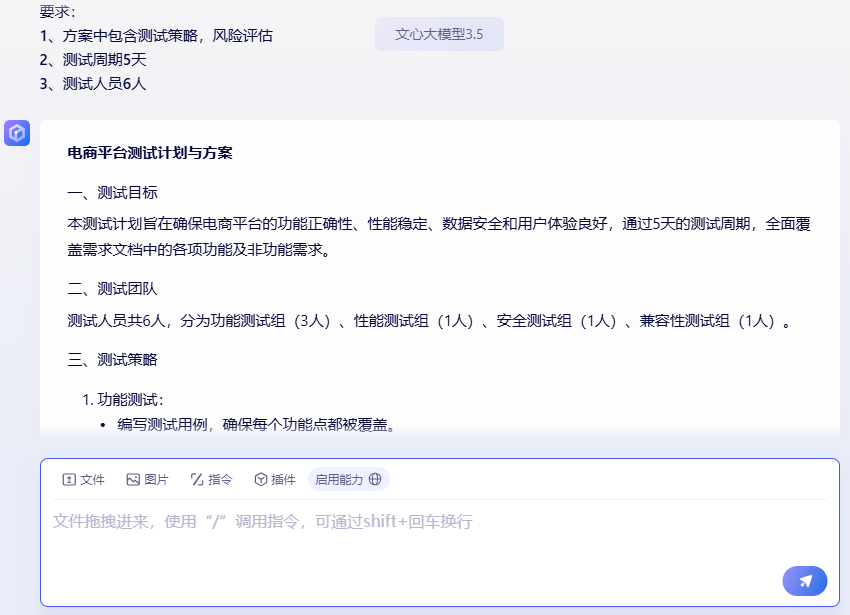 要求：
1、方案中包含测试策略，风险评估
文心大模型3.5
2、测试周期5天
3、测试人员6人
电商平台测试计划与方案
一、测试目标
本测试计划旨在确保电商平台的功能正确性、性能稳定、数据安全和用户体验良好，通过5天的测试周期，全面覆
盖需求文档中的各项功能及非功能需求。
二、测试团队
测试人员共6人，分为功能测试组（3人）、性能测试组（1人）、安全测试组（1人）、兼容性测试组（1人）。
三、测试策略
1. 功能测试：
• 编写测试用例，确保每个功能点都被覆盖。
文件 图片 指令 插件 启用能力
文件拖拽进来，使用“/”调用指令，可通过shift+回车换行